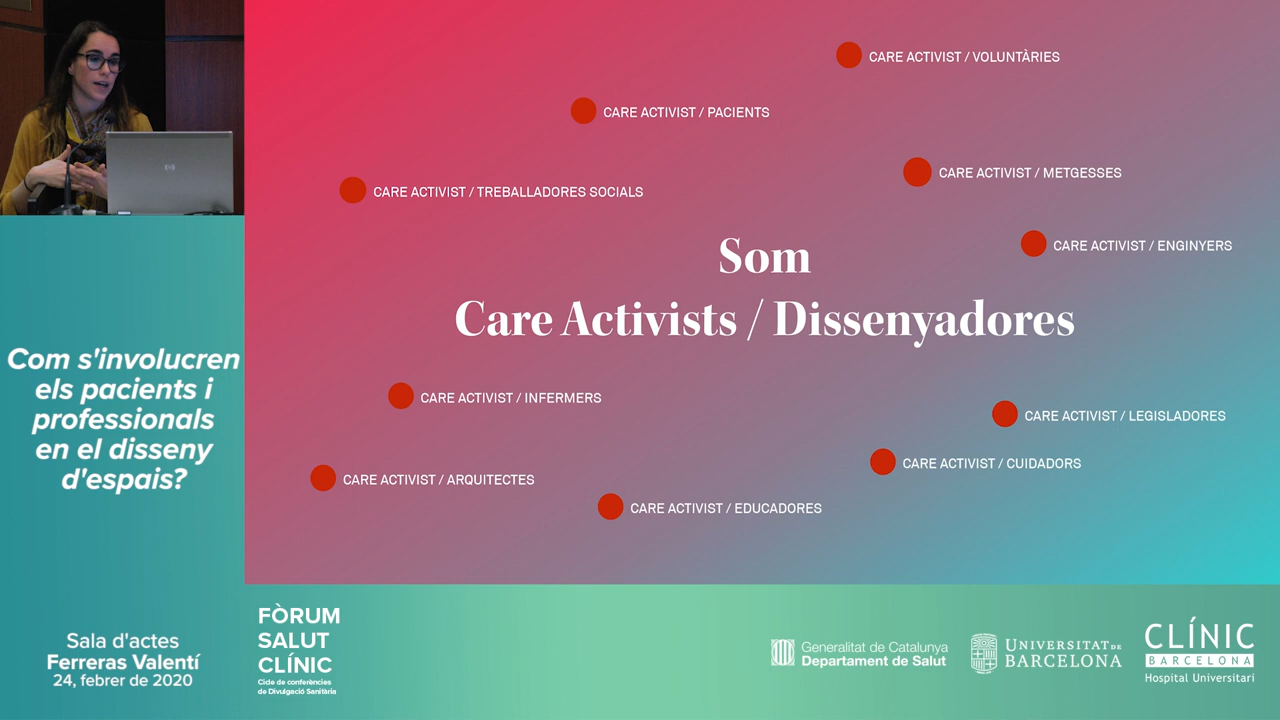 CARE ACTIVIST / VOLUNTÀRIES
CARE ACTIVIST / PACIENTS
CARE ACTIVIST / METGESSES
CARE ACTIVIST / TREBALLADORES SOCIALS
CARE ACTIVIST / ENGINYERS
Som
Care Activists / Dissenyadores
CARE ACTIVIST / INFERMERS
CARE ACTIVIST / LEGISLADORES
CARE ACTIVIST / CUIDADORS
CARE ACTIVIST / ARQUITECTES
CARE ACTIVIST / EDUCADORES
Com s'involucren
els pacients i
professionals
en el disseny
d'espais?
Sala d'actes
Ferreras Valentí
24, febrer de 2020
FÒRUM
SALUT
CLÍNIC
Cicle de conferències
de Divulgació Sanitària
Generalitat de Catalunya
Departament de Salut
UNIVERSITAT DE
BARCELONA
CLÍNIC
BARCELONA
Hospital Universitari